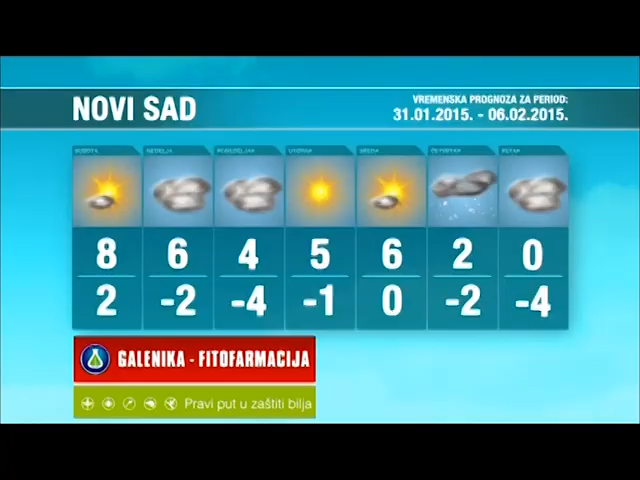 NOVI SAD
VREMENSKA PROGNOZA ZA PERIOD:
31.01.2015. - 06.02.2015.
SUBOTA NEDELJA PONEDELJAK UTORAK SREDA ČETVRTAK PETAK
8 6 4 5 6 2 0
2 -2 -4 -1 0 -2 -4
GALENIKA - FITOFARMACIJA
Pravi put u zaštiti bilja